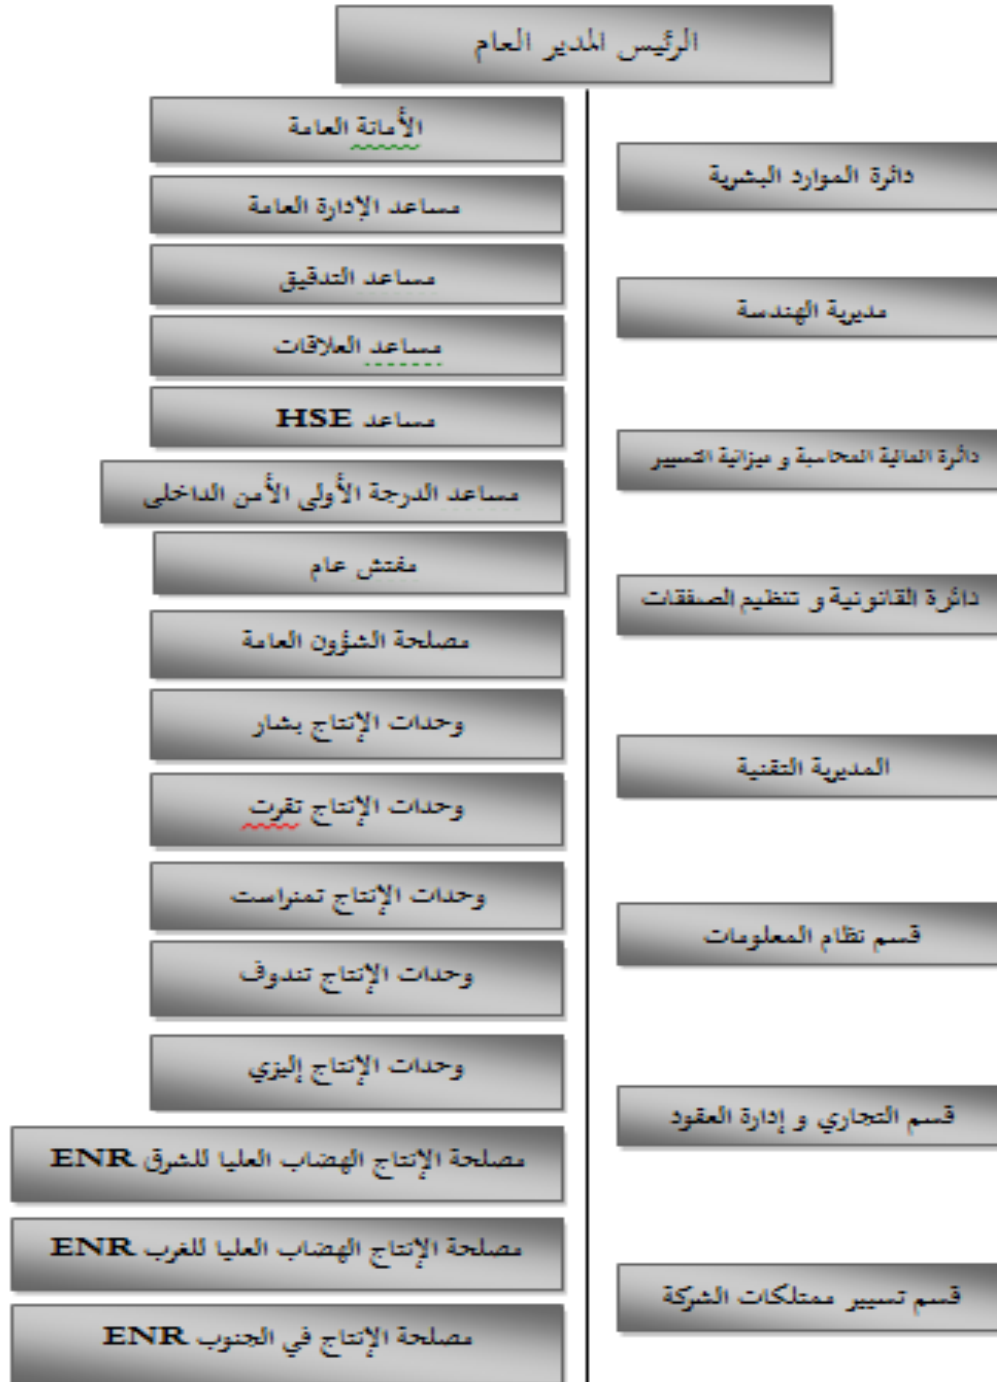 الرئيس المدير العام
دائرة الموارد البشرية
مديرية الهندسة
دائرة المالية المحاسبة و ميزانية التسيير
دائرة القانونية و تنظيم الصفقات
المديرية التقنية
قسم نظام المعلومات
قسم التجاري و إدارة العقود
قسم تسيير ممتلكات الشركة
الأمانة العامة
مساعد الإدارة العامة
مساعد التدقيق
مساعد العلاقات
مساعد HSE
مساعد الدرجة الأولى الأمن الداخلي
مفتش عام
مصلحة الشؤون العامة
وحدات الإنتاج بشار
وحدات الإنتاج تقرت
وحدات الإنتاج تمنراست
وحدات الإنتاج تندوف
وحدات الإنتاج إليزي
مصلحة الإنتاج الهضاب العليا للشرق ENR
مصلحة الإنتاج الهضاب العليا للغرب ENR
مصلحة الإنتاج في الجنوب ENR